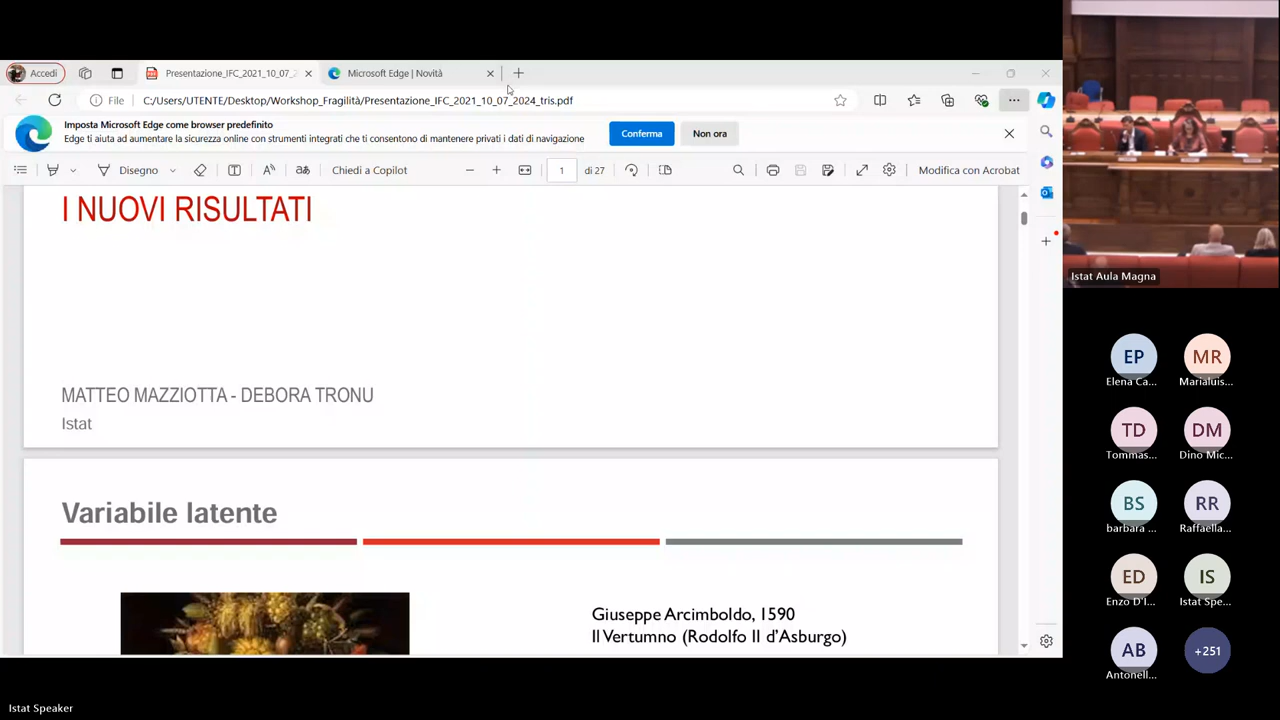 Accedi
Presentazione_IFC_2021_10_07_2
Microsoft Edge | Novità
File
C:/Users/UTENTE/Desktop/Workshop_Fragilità/Presentazione_IFC_2021_10_07_2024_tris.pdf
Imposta Microsoft Edge come browser predefinito
Edge ti aiuta ad aumentare la sicurezza online con strumenti integrati che ti consentono di mantenere privati i dati di navigazione
Conferma
Non ora
Disegno
Chiedi a Copilot
1
di 27
Modifica con Acrobat
I NUOVI RISULTATI
MATTEO MAZZIOTTA - DEBORA TRONU
Istat
Variabile latente
Giuseppe Arcimboldo, 1590
Il Vertumno (Rodolfo II d'Asburgo)
Istat Aula Magna
EP
MR
Elena Ca...
Marialuis...
TD
DM
Tommas...
Dino Mic...
BS
RR
barbara ...
Raffaella...
ED
IS
Enzo D'I...
Istat Spe...
AB
+251
Antonell...
Istat Speaker